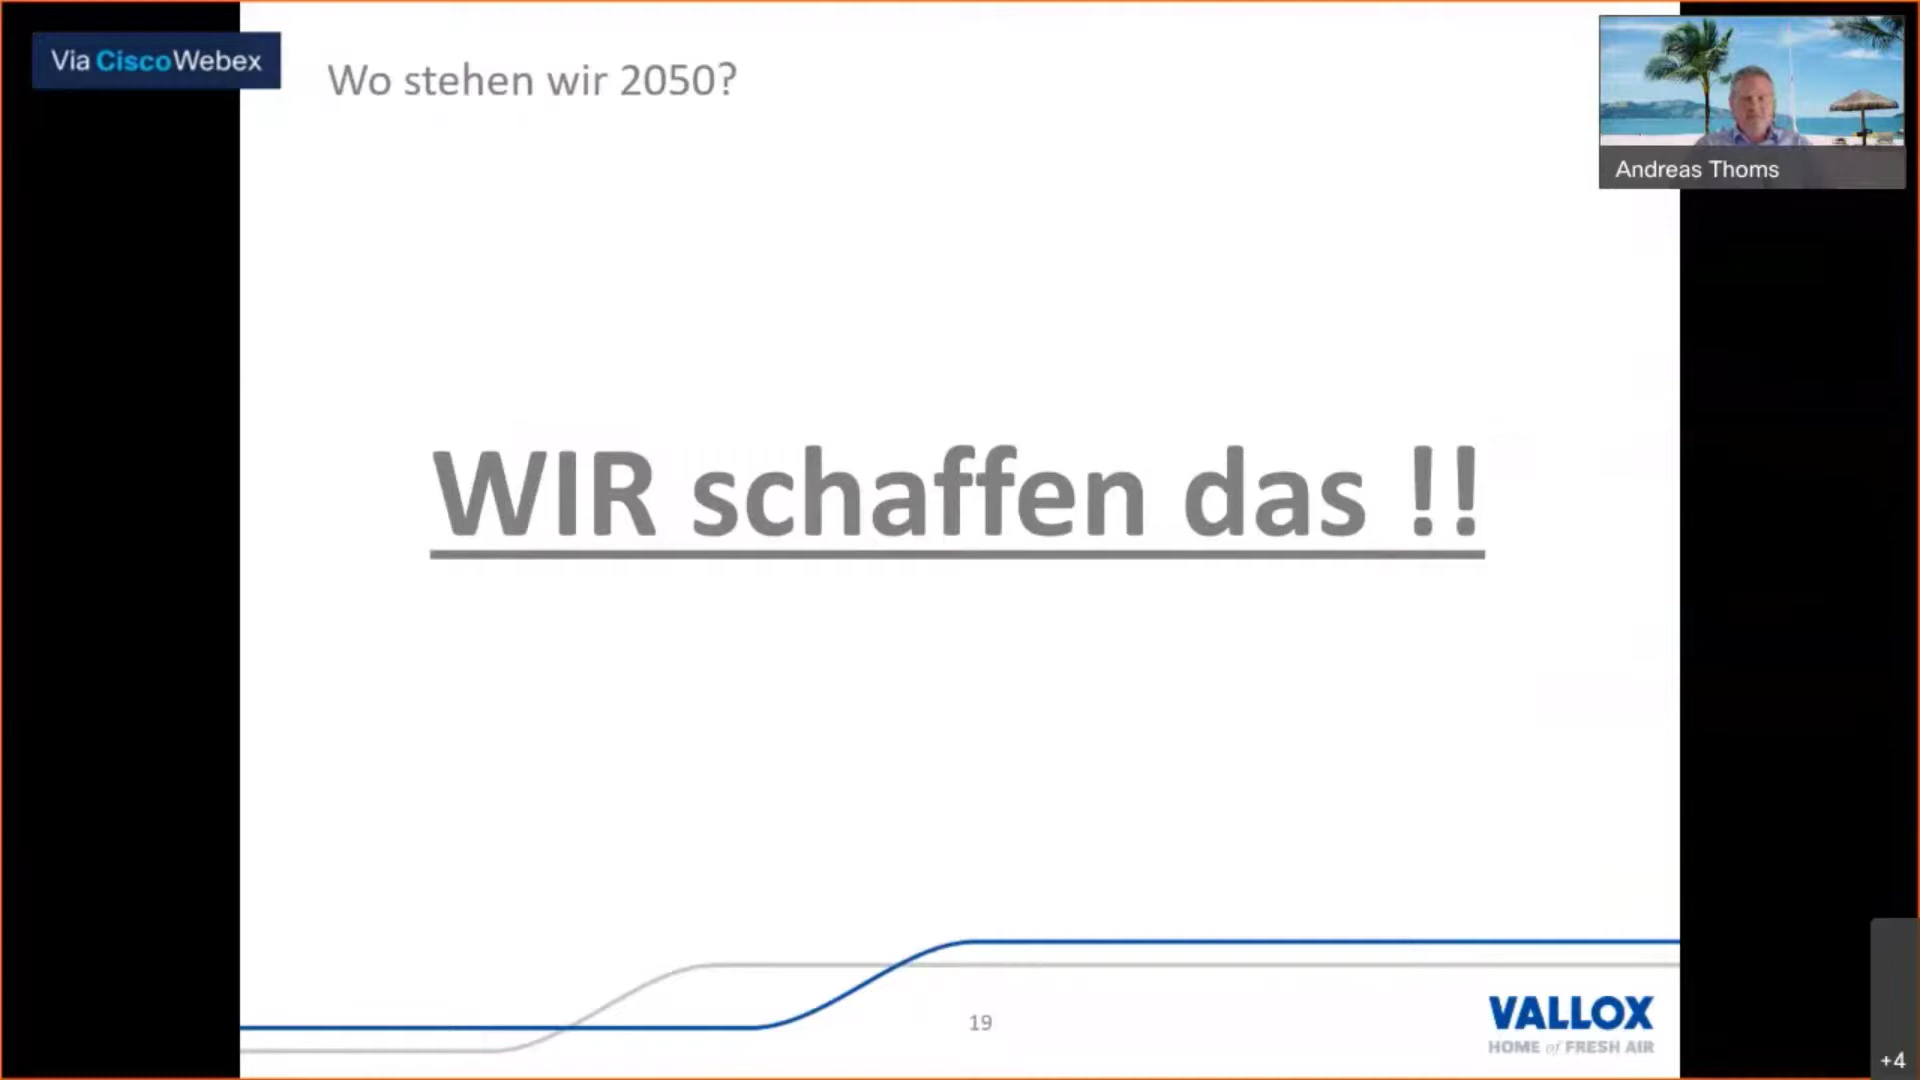 Via CiscoWebex
Wo stehen wir 2050?
Andreas Thoms
WIR schaffen das !!
19
VALLOX
HOME of FRESH AIR
+4